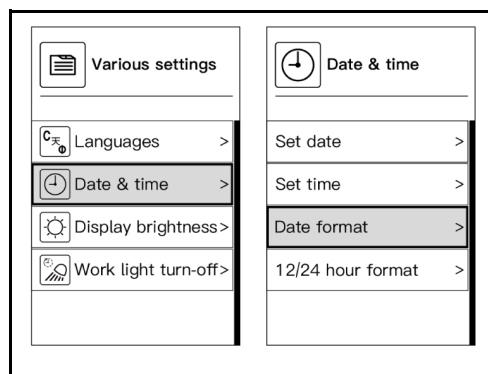 Various settings
Languages >
Date & time >
Display brightness >
Work light turn-off >
Date & time
Set date >
Set time >
Date format >
12/24 hour format >